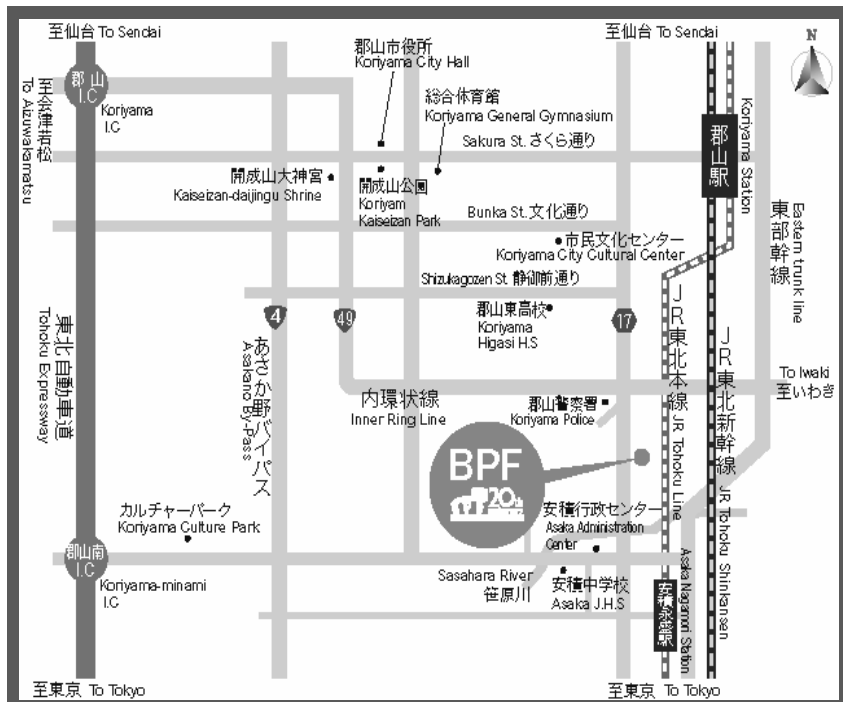 至仙台 To Sendai
至仙台 To Sendai
N
郡山市役所
Koriyama City Hall
郡山
I.C
Koriyama
I.C
至会津若松
To Aizuwakamatsu
総合体育館
Koriyama General Gymnasium
Sakura St. さくら通り
郡山駅
Koriyama Station
開成山大神宮
Kaiseizan-daijingu Shrine
開成山公園
Koriyam
Kaiseizan Park
Bunka St. 文化通り
市民文化センター
Koriyama City Cultural Center
東部幹線
Eastern trunk line
Shizukagozen St 静御前通り
4
49
17
郡山東高校
Koriyama
Higasi H.S
東北自動車道
Tohoku Expressway
あさか野バイパス
Asakano By-Pass
JR東北本線
JR Tohoku Line
JR東北新幹線
JR Tohoku Shinkansen
To Iwaki
至いわき
内環状線
Inner Ring Line
郡山警察署
Koriyama Police
BPF
20th
カルチャーパーク
Koriyama Culture Park
安積行政センター
Asaka Administration
Center
郡山南
I.C
Koriyama-minami
I.C
Sasahara River
笹原川
安積中学校
Asaka J.H.S
安積永盛駅
Asaka Nagamori Station
至東京 To Tokyo
至東京 To Tokyo